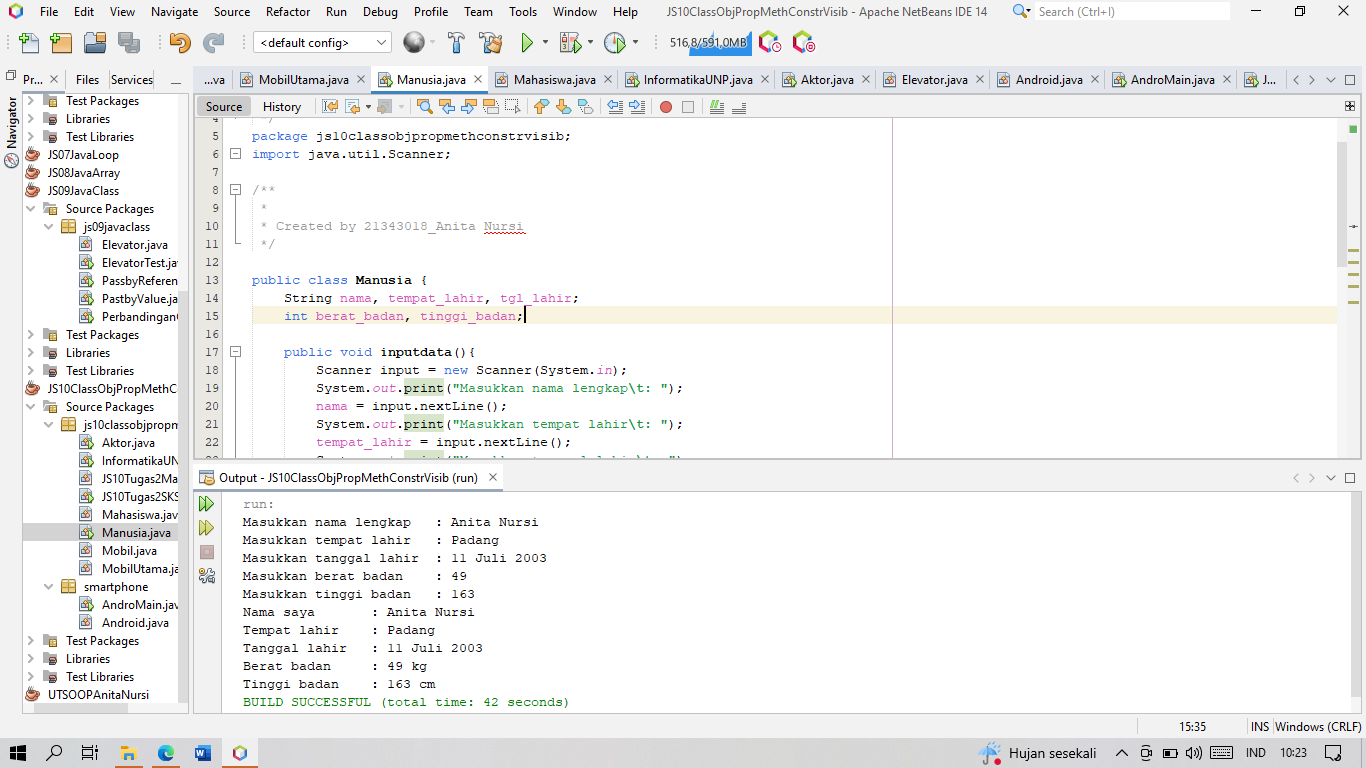 File Edit View Navigate Source Refactor Run Debug Profile Team Tools Window Help
JS10ClassObjPropMethConstrVisib - Apache NetBeans IDE 14
Search (Ctrl+I)
<default config>
516,8/591,0MB
Pr... Files Services
...va MobilUtama.java Manusia.java Mahasiswa.java InformatikaUNP.java Aktor.java Elevator.java Android.java AndroMain.java J...
Navigator
Source History
Test Packages
Libraries
Test Libraries
JS07JavaLoop
JS08JavaArray
JS09JavaClass
Source Packages
js09javaclass
Elevator.java
ElevatorTest.ja
PassbyReferen
PastbyValue.ja
Perbandingan
Test Packages
Libraries
Test Libraries
JS10ClassObjPropMethC
Source Packages
js10classobjpropm
Aktor.java
InformatikaUN
JS10Tugas2Ma
JS10Tugas2SKS
Mahasiswa.jav
Manusia.java
Mobil.java
MobilUtama.ja
smartphone
AndroMain.jav
Android.java
Test Packages
Libraries
Test Libraries
UTSOOPAnitaNursi
4 */
5 package js10classobjpropmethconstrvisib;
6 import java.util.Scanner;
7
8 /**
9 *
10 * Created by 21343018_Anita Nursi
11 */
12
13 public class Manusia {
14 String nama, tempat_lahir, tgl_lahir;
15 int berat_badan, tinggi_badan;
16
17 public void inputdata(){
18 Scanner input = new Scanner(System.in);
19 System.out.print("Masukkan nama lengkap\t: ");
20 nama = input.nextLine();
21 System.out.print("Masukkan tempat lahir\t: ");
22 tempat_lahir = input.nextLine();
Output - JS10ClassObjPropMethConstrVisib (run)
run:
Masukkan nama lengkap : Anita Nursi
Masukkan tempat lahir : Padang
Masukkan tanggal lahir : 11 Juli 2003
Masukkan berat badan : 49
Masukkan tinggi badan : 163
Nama saya : Anita Nursi
Tempat lahir : Padang
Tanggal lahir : 11 Juli 2003
Berat badan : 49 kg
Tinggi badan : 163 cm
BUILD SUCCESSFUL (total time: 42 seconds)
15:35 INS Windows (CRLF)
Hujan sesekali IND 10:23